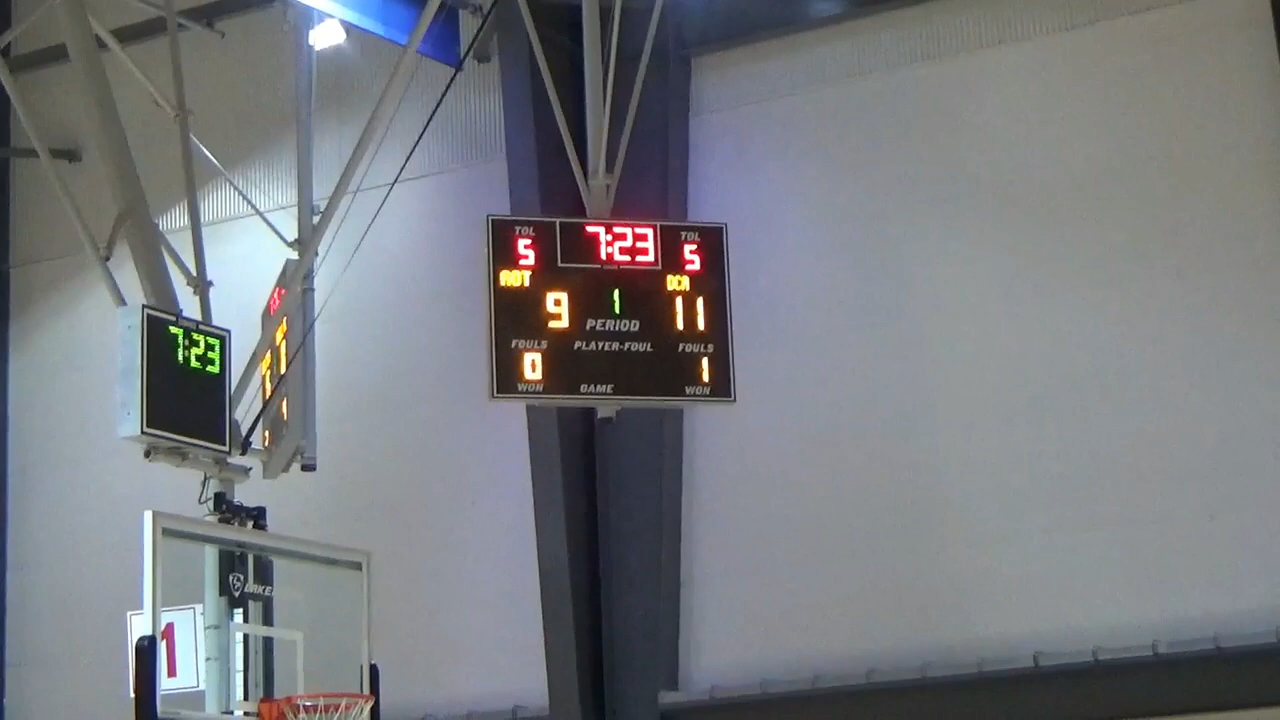 TOL 7:23 TOL
5 5
AOT DCA
9 1 11
PERIOD
FOULS PLAYER-FOUL FOULS
0 1
WON GAME WON
7:23
1